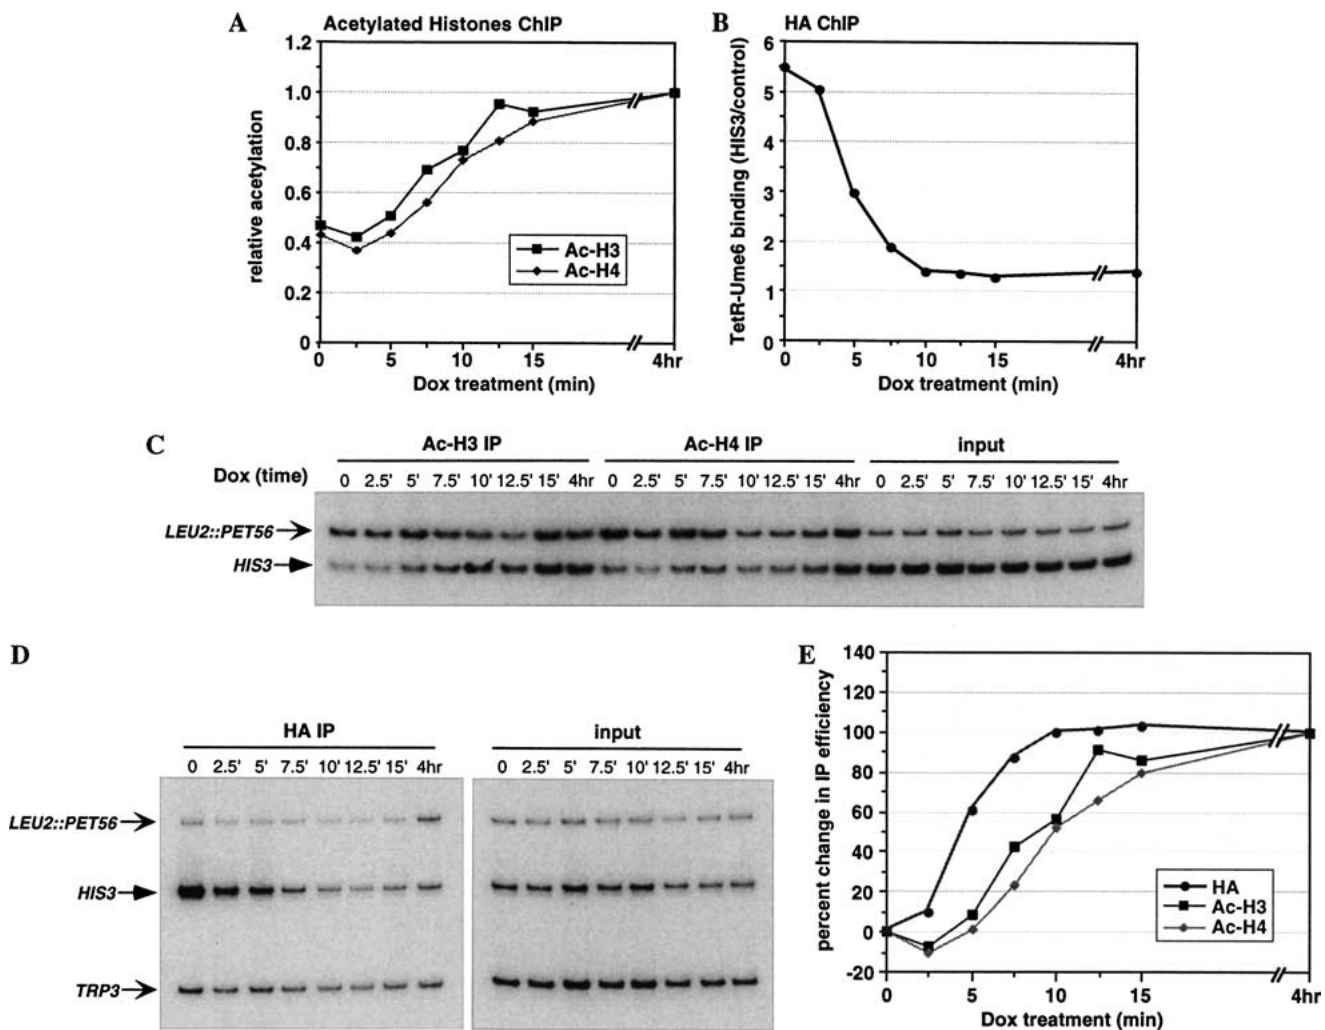 A
Acetylated Histones ChIP
1.2
1.0
0.8
0.6
0.4
0.2
0
relative acetylation
Ac-H3
Ac-H4
0 5 10 15 4hr
Dox treatment (min)
B
HA ChIP
6
5
4
3
2
1
0
TetR-Ume6 binding (HIS3/control)
0 5 10 15 4hr
Dox treatment (min)
C
Ac-H3 IP Ac-H4 IP input
Dox (time) 0 2.5' 5' 7.5' 10' 12.5' 15' 4hr 0 2.5' 5' 7.5' 10' 12.5' 15' 4hr 0 2.5' 5' 7.5' 10' 12.5' 15' 4hr
LEU2::PET56
HIS3
D
HA IP input
0 2.5' 5' 7.5' 10' 12.5' 15' 4hr 0 2.5' 5' 7.5' 10' 12.5' 15' 4hr
LEU2::PET56
HIS3
TRP3
E
140
120
100
80
60
40
20
0
-20
percent change in IP efficiency
HA
Ac-H3
Ac-H4
0 5 10 15 4hr
Dox treatment (min)